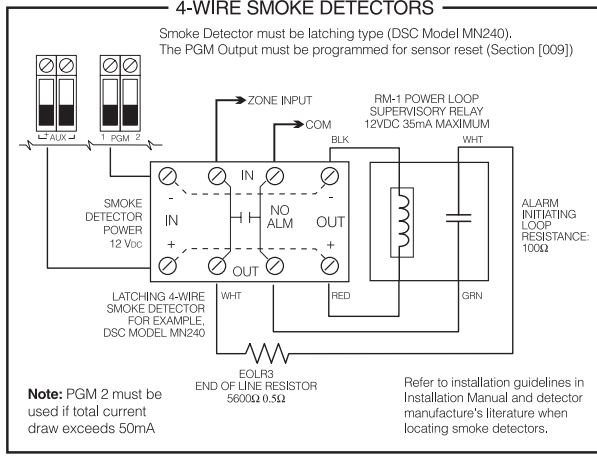 4-WIRE SMOKE DETECTORS
Smoke Detector must be latching type (DSC Model MN240).
The PGM Output must be programmed for sensor reset (Section [009])
+ AUX -
1 PGM 2
ZONE INPUT
COM
RM-1 POWER LOOP
SUPERVISORY RELAY
12VDC 35mA MAXIMUM
BLK
WHT
IN
-
-
SMOKE
DETECTOR
POWER
12 VDC
IN
NO
ALM
OUT
+
+
OUT
ALARM
INITIATING
LOOP
RESISTANCE:
100Ω
LATCHING 4-WIRE
SMOKE DETECTOR
FOR EXAMPLE,
DSC MODEL MN240
WHT
RED
GRN
EOLR3
END OF LINE RESISTOR
5600Ω 0.5Ω
Note: PGM 2 must be
used if total current
draw exceeds 50mA
Refer to installation guidelines in
Installation Manual and detector
manufacture's literature when
locating smoke detectors.